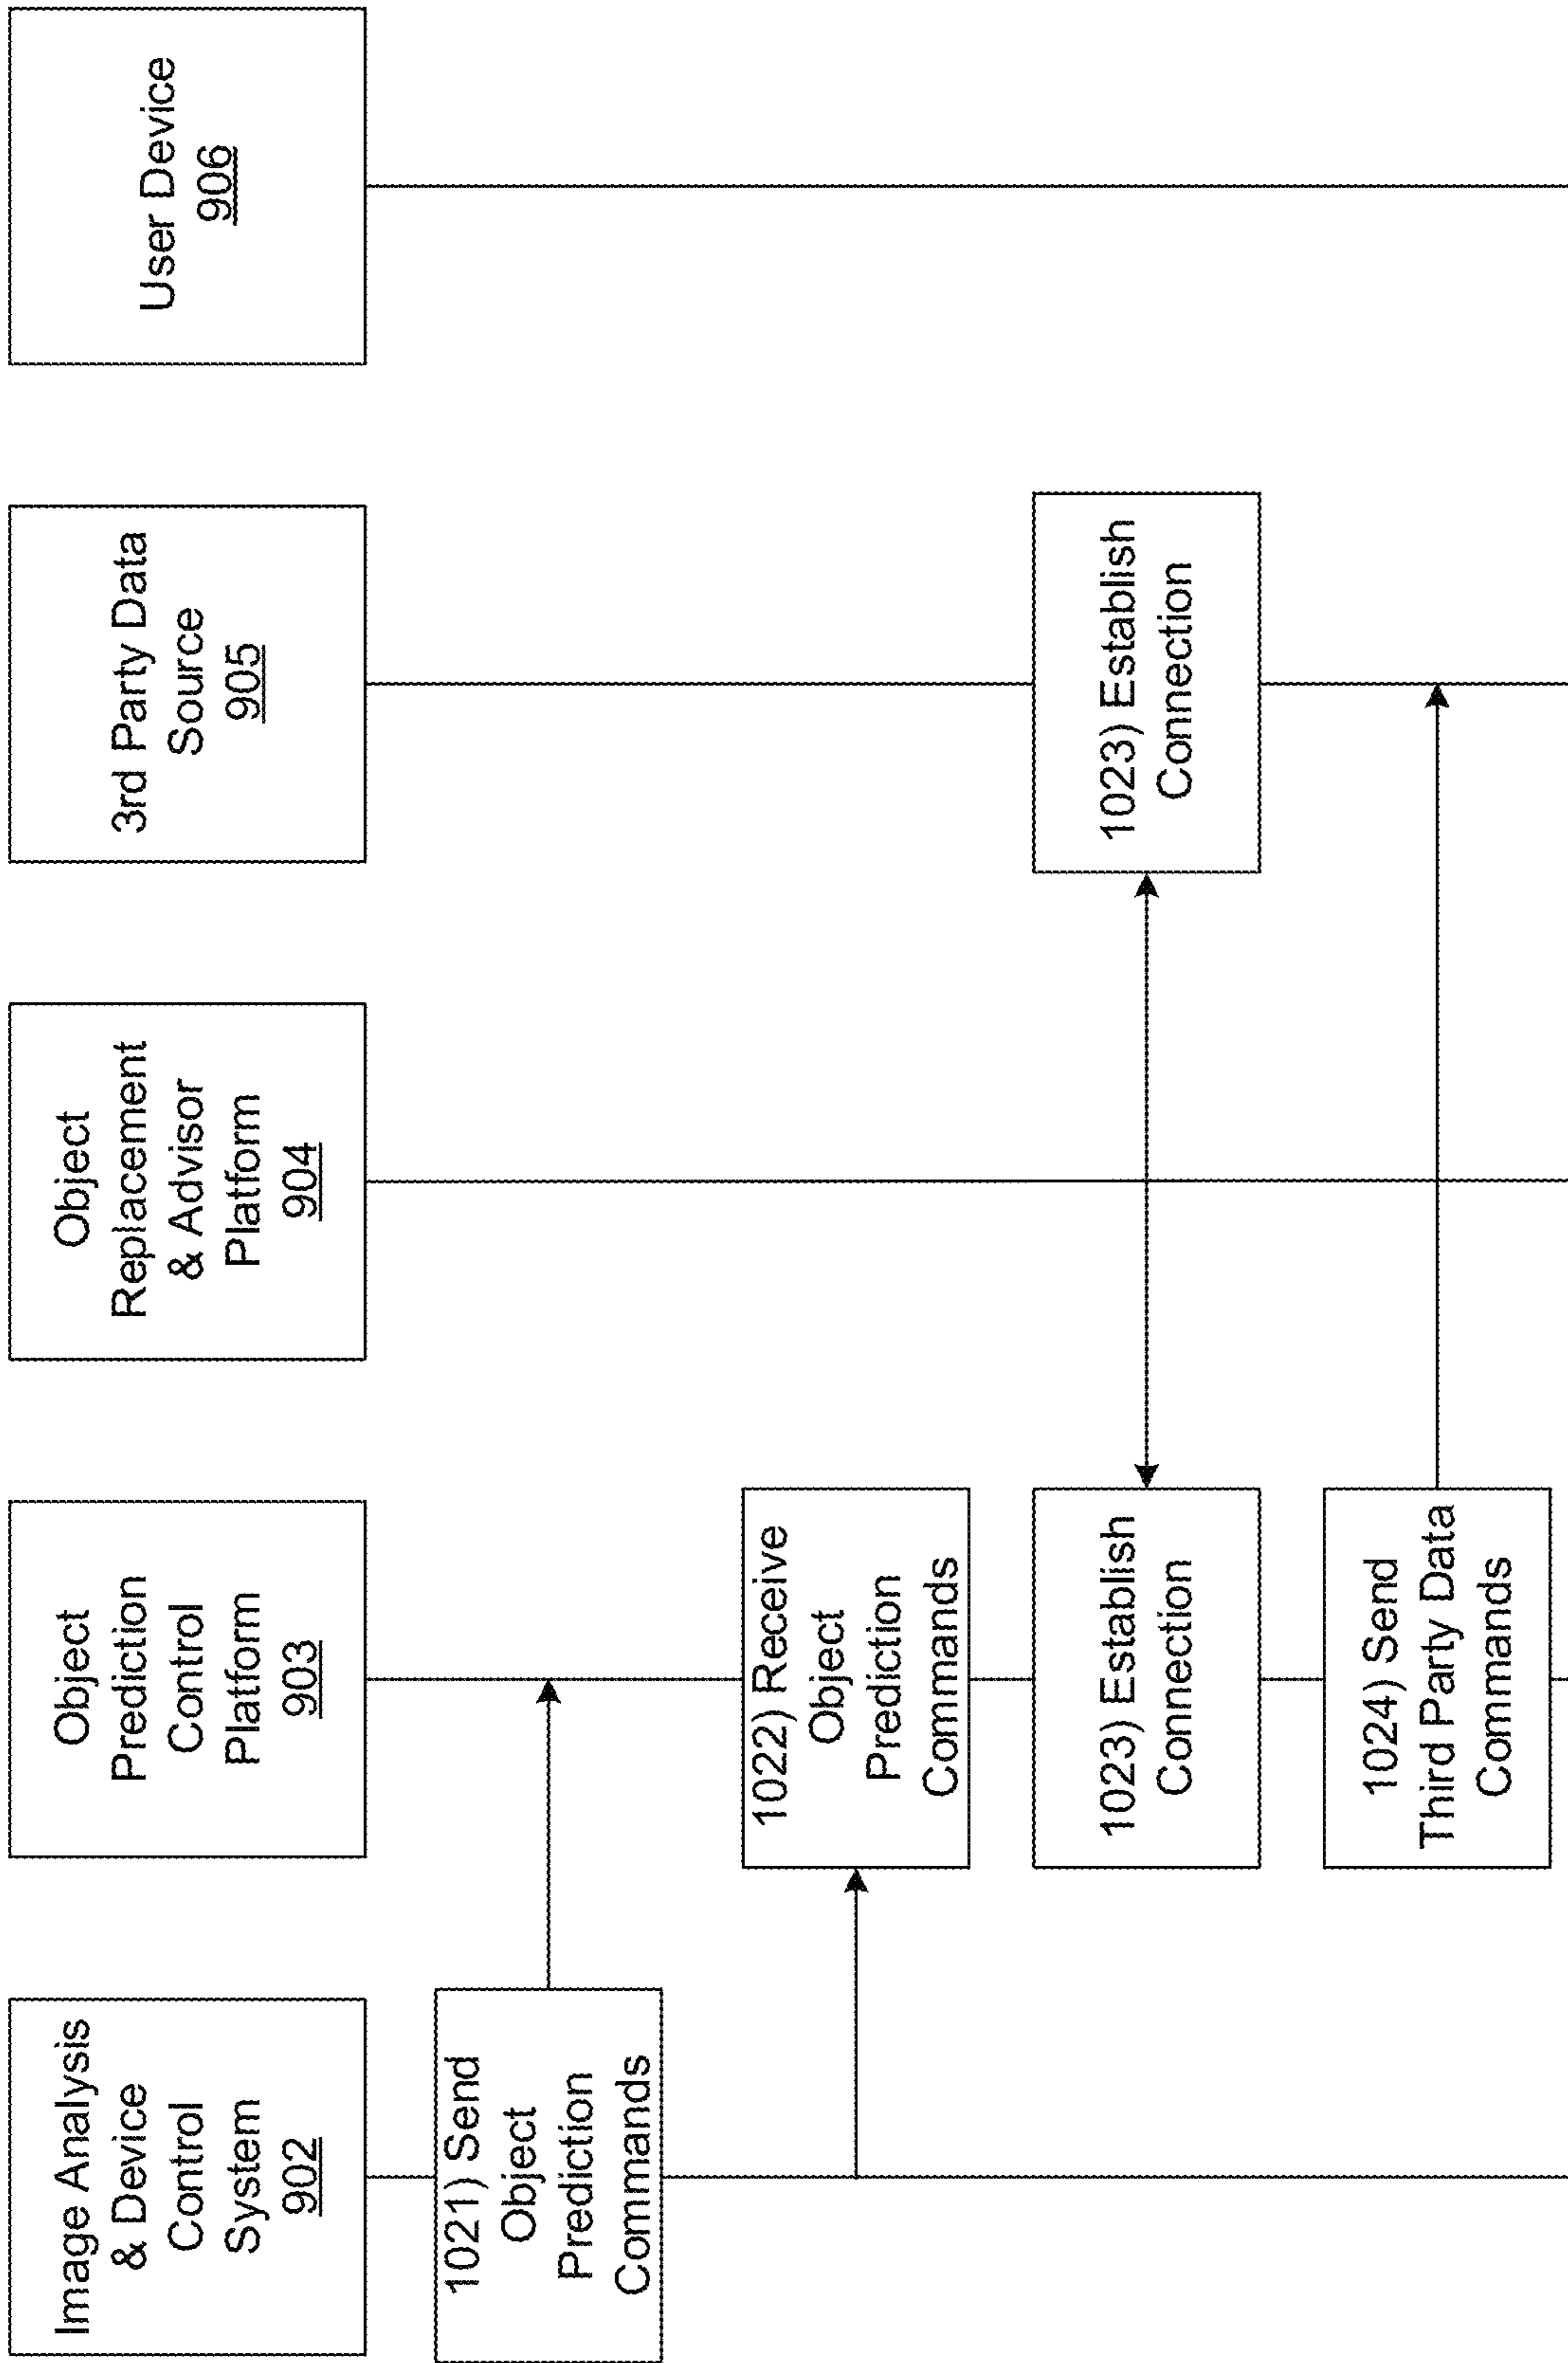 Image Analysis
& Device
Control
System
902
Object
Prediction
Control
Platform
903
Object
Replacement
& Advisor
Platform
904
3rd Party Data
Source
905
User Device
906
1021) Send
Object
Prediction
Commands
1022) Receive
Object
Prediction
Commands
1023) Establish
Connection
1023) Establish
Connection
1024) Send
Third Party Data
Commands